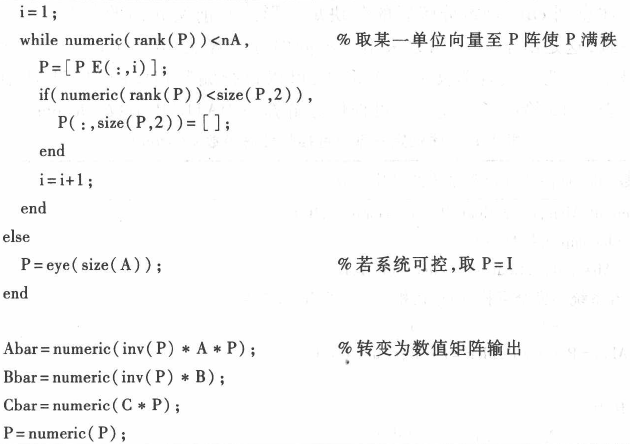 i=1;
while numeric(rank(P))<nA, %取某一单位向量至P阵使P满秩
P=[P E(:,i)];
if(numeric(rank(P))<size(P,2)),
P(:,size(P,2))=[];
end
i=i+1;
end
else
P=eye(size(A)); %若系统可控,取P=I
end
Abar=numeric(inv(P)*A*P); %转变为数值矩阵输出
Bbar=numeric(inv(P)*B);
Cbar=numeric(C*P);
P=numeric(P);